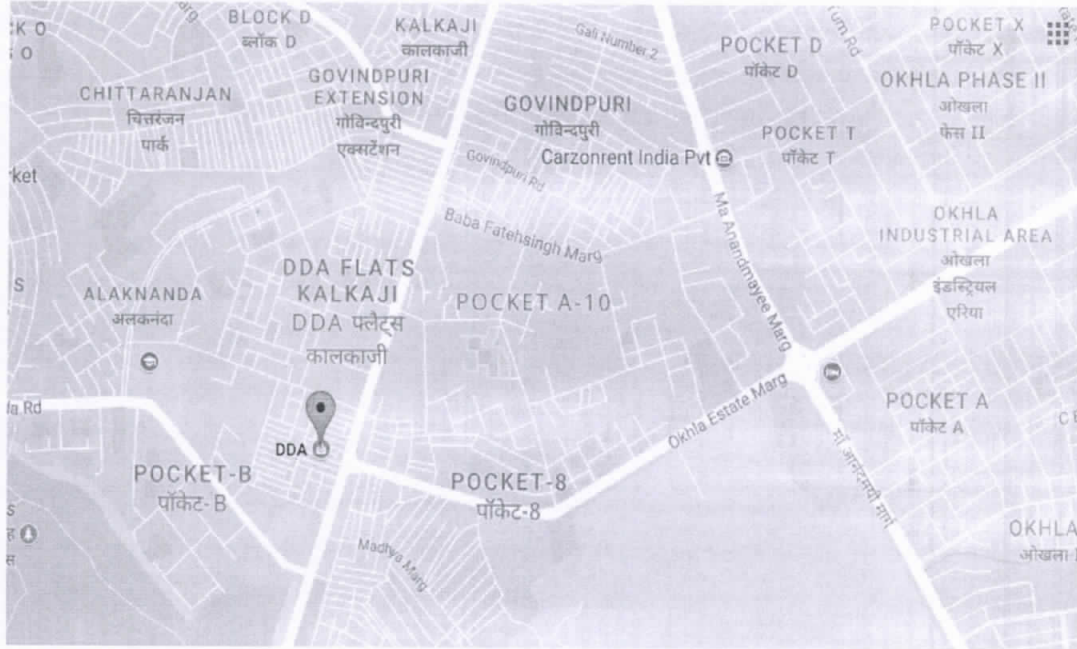 BLOCK D
ब्लॉक D
KALKAJI
कालकाजी
Gali Number 2
POCKET D
पॉकेट D
POCKET X
पॉकेट X
CHITTARANJAN
चित्तरंजन
पार्क
GOVINDPURI
EXTENSION
गोविन्दपुरी
एक्सटेंशन
GOVINDPURI
गोविन्दपुरी
OKHLA PHASE II
ओखला
फेस II
POCKET T
पॉकेट T
Carzonrent India Pvt
Govindpuri Rd
Baba Fatehsingh Marg
Ma Anandmayee Marg
OKHLA
INDUSTRIAL AREA
ओखला
इंडस्ट्रियल
एरिया
DDA FLATS
KALKAJI
DDA फ्लैट्स
कालकाजी
ALAKNANDA
अलकनंदा
POCKET A-10
Okhla Estate Marg
POCKET A
पॉकेट A
DDA
POCKET-B
पॉकेट-B
POCKET-8
पॉकेट-8
माँ आनंदमयी मार्ग
Madhya Marg
OKHLA
ओखला